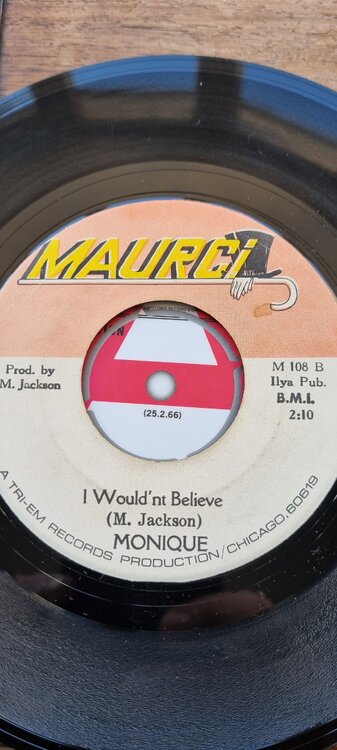 MAURCi
Prod. by
M. Jackson
M 108 B
Ilya Pub.
B.M.I.
2:10
(25.2.66)
I Would'nt Believe
(M. Jackson)
MONIQUE
A TRI-EM RECORDS PRODUCTION/CHICAGO, 60619